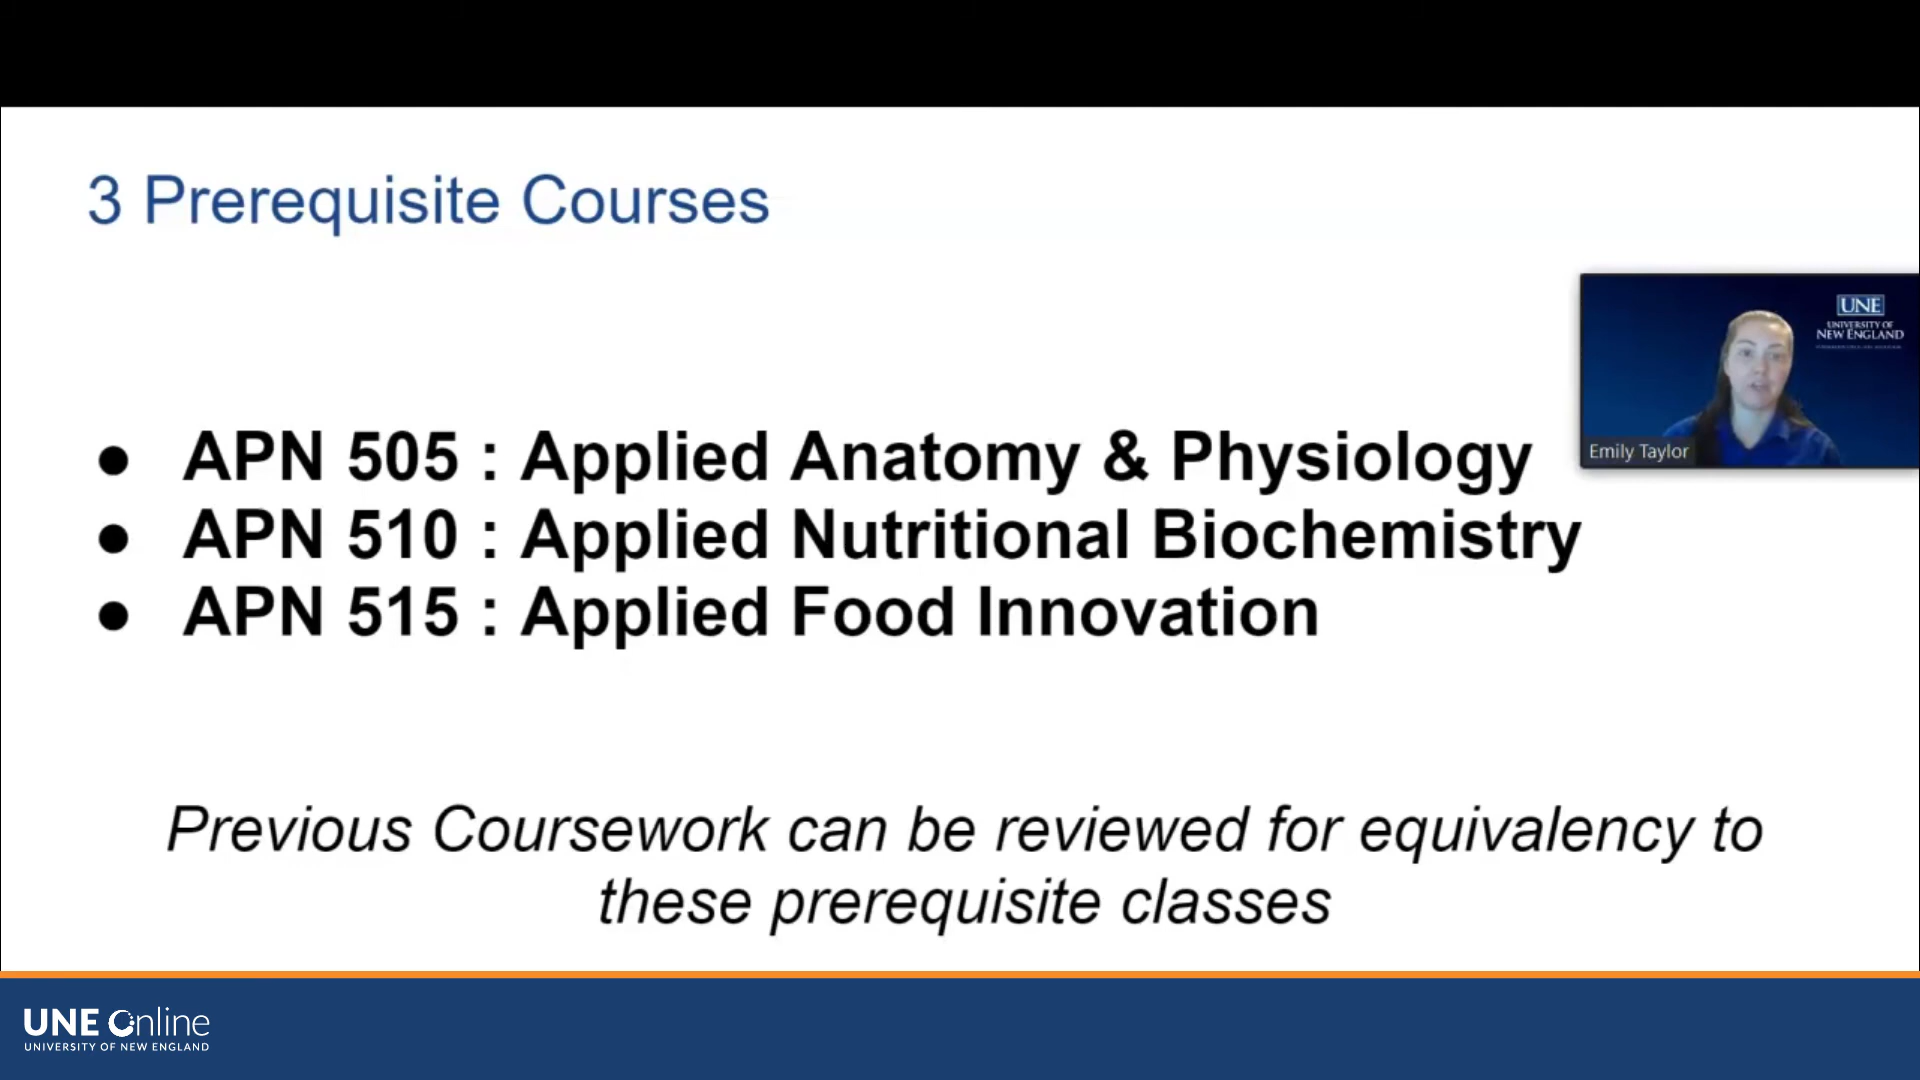 3 Prerequisite Courses
UNE
UNIVERSITY OF
NEW ENGLAND
Emily Taylor
● APN 505 : Applied Anatomy & Physiology
● APN 510 : Applied Nutritional Biochemistry
● APN 515 : Applied Food Innovation
Previous Coursework can be reviewed for equivalency to
these prerequisite classes
UNE Online
UNIVERSITY OF NEW ENGLAND